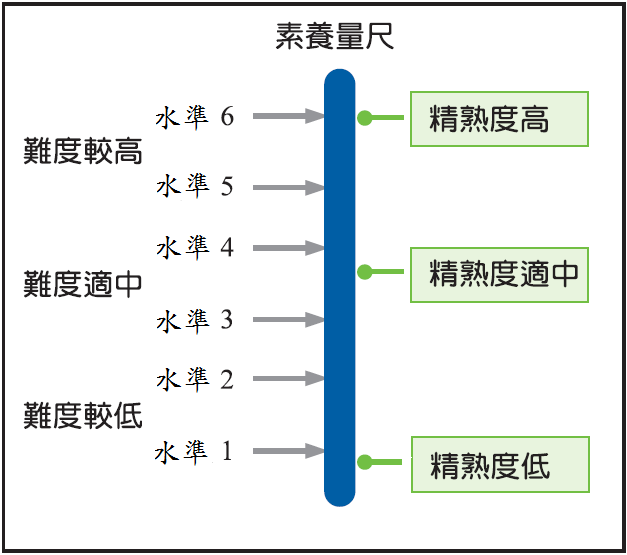 素養量尺
水準 6
精熟度高
難度較高
水準 5
水準 4
精熟度適中
難度適中
水準 3
水準 2
難度較低
水準 1
精熟度低